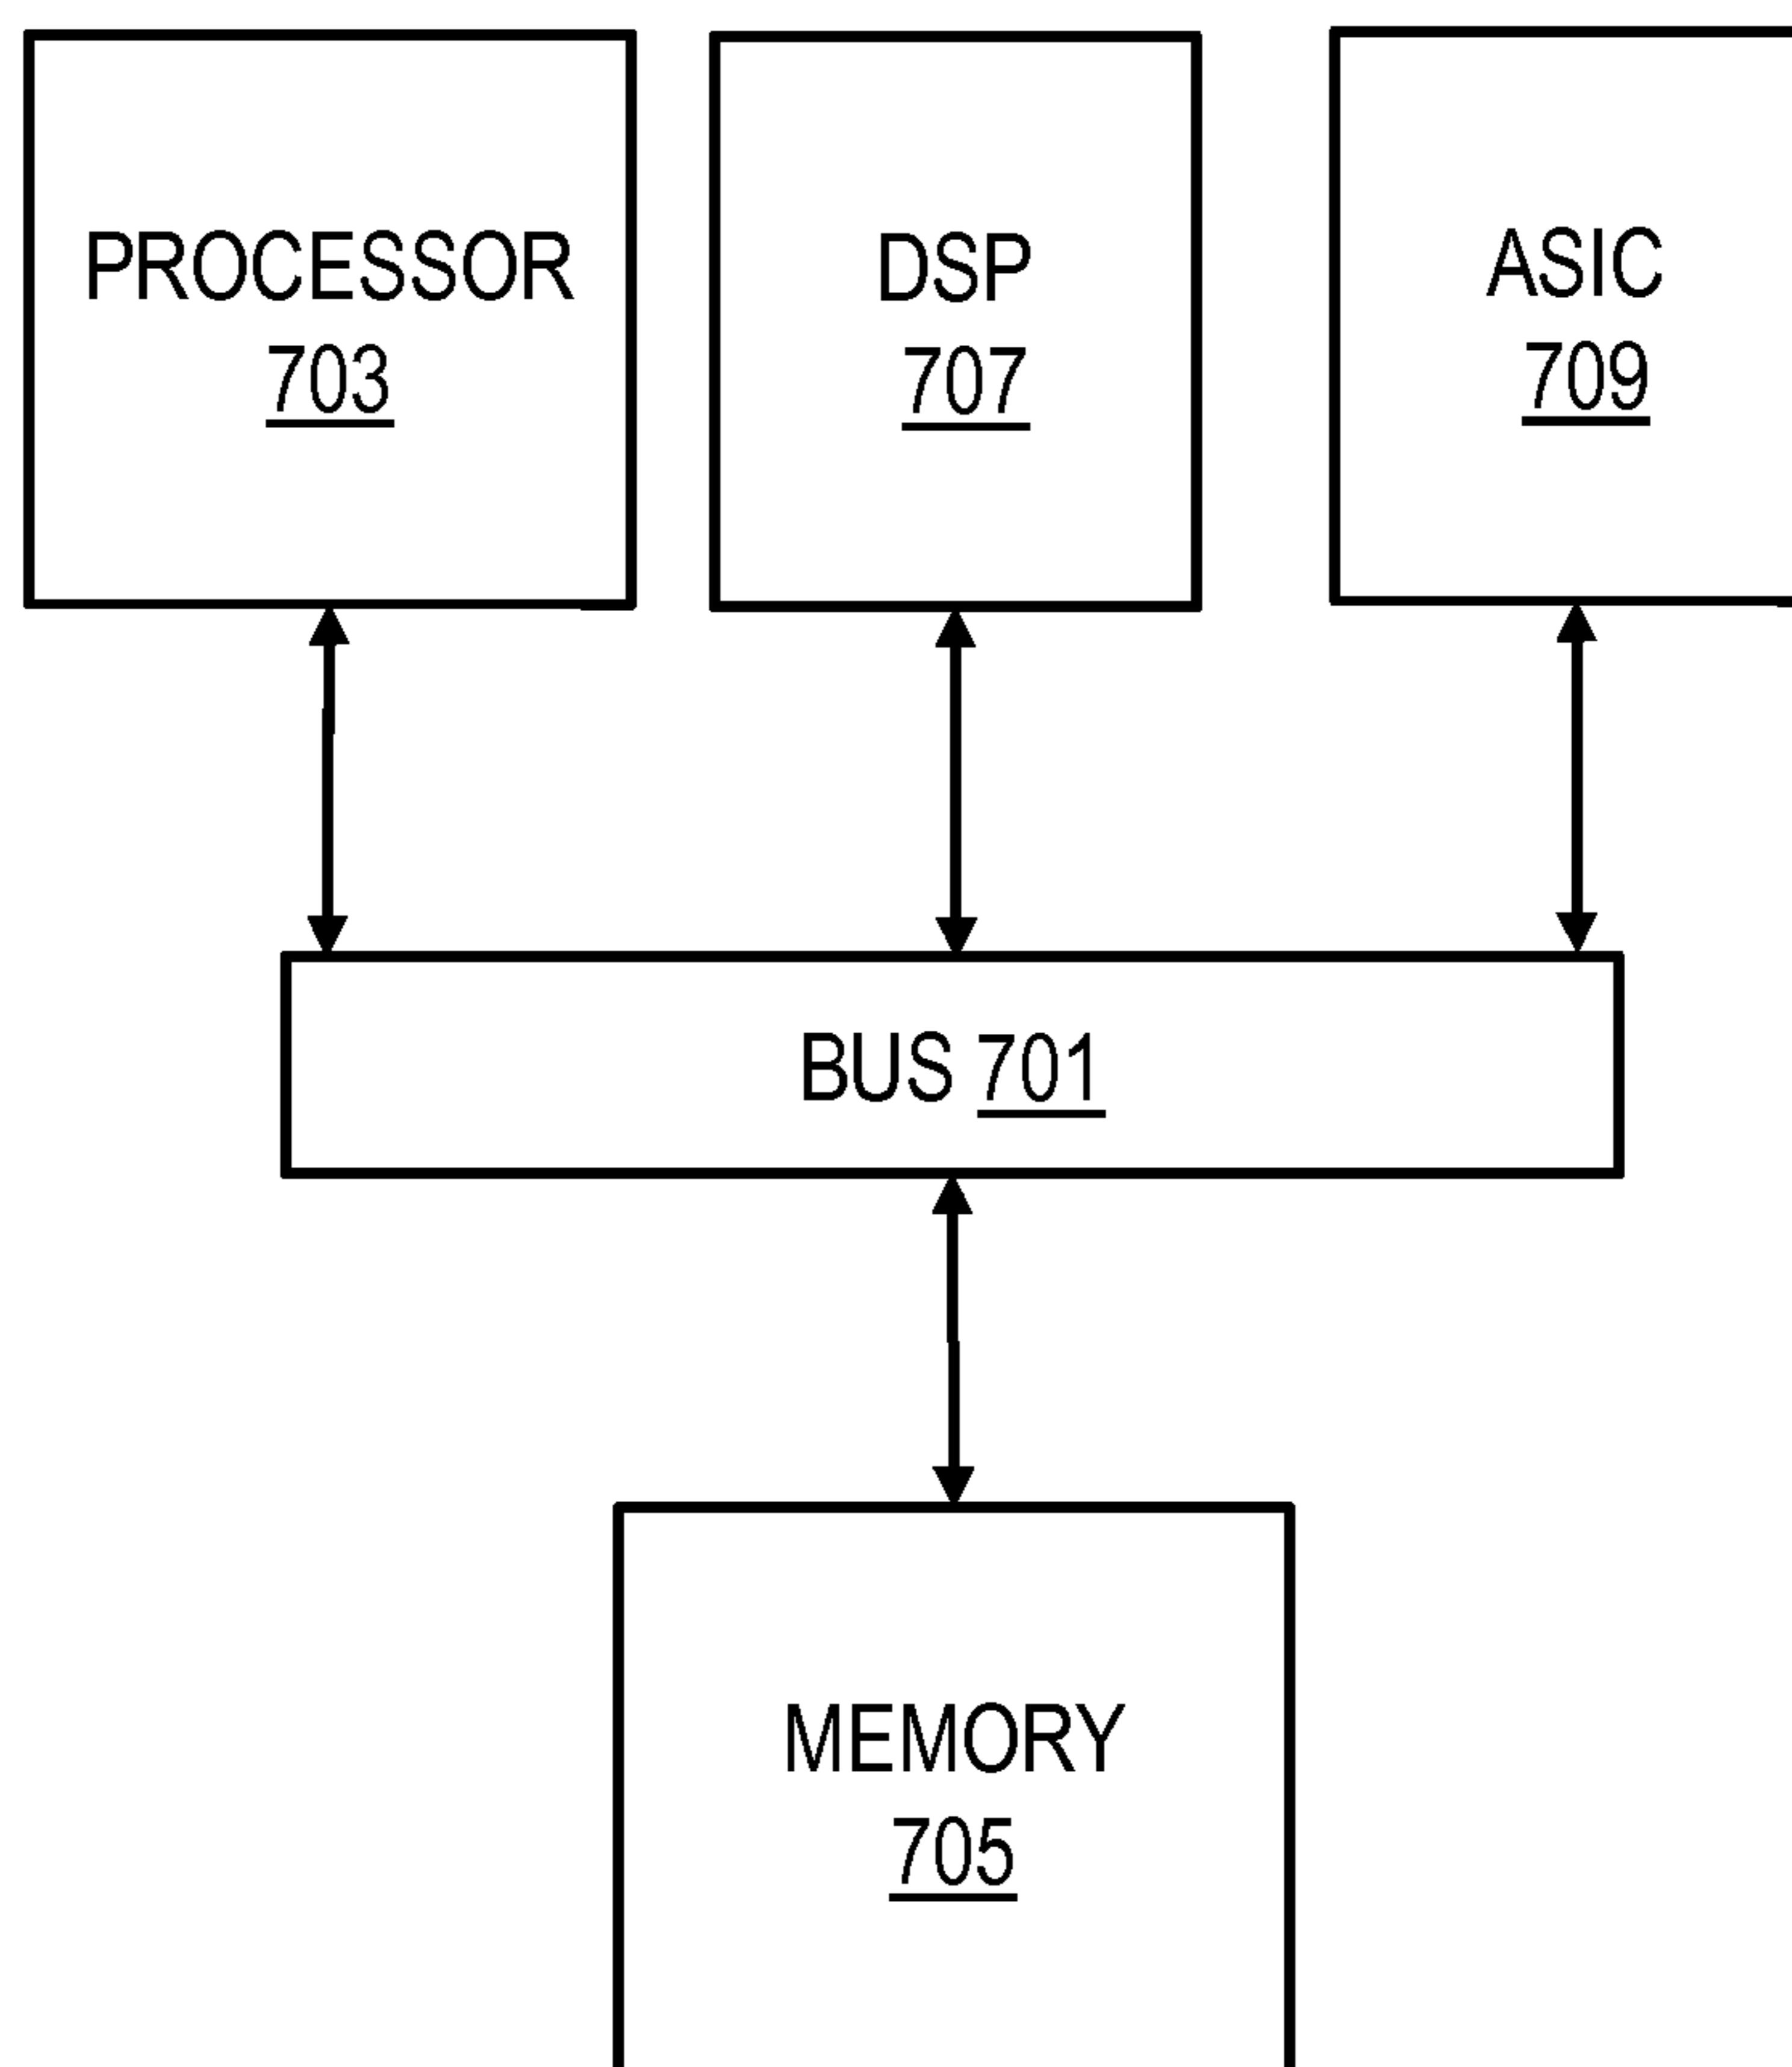 PROCESSOR
703
DSP
707
ASIC
709
BUS 701
MEMORY
705